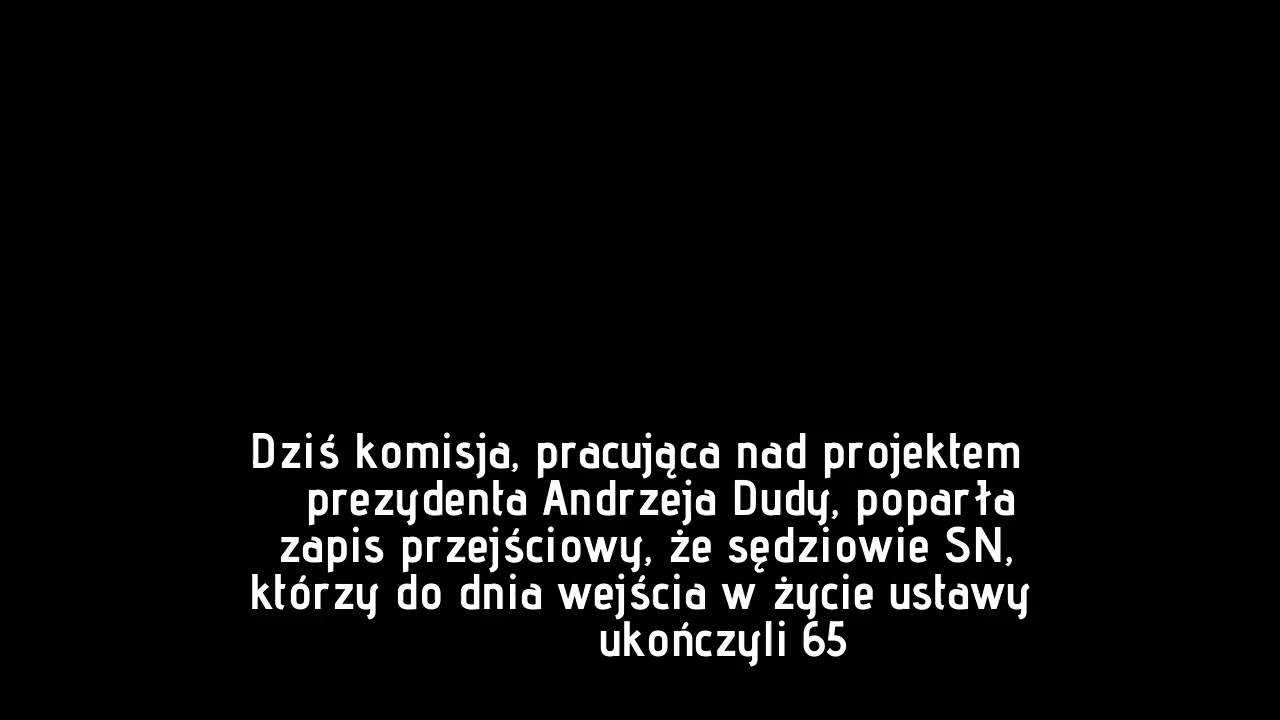 Dziś komisja, pracująca nad projektem
prezydenta Andrzeja Dudy, poparła
zapis przejściowy, że sędziowie SN,
którzy do dnia wejścia w życie ustawy
ukończyli 65